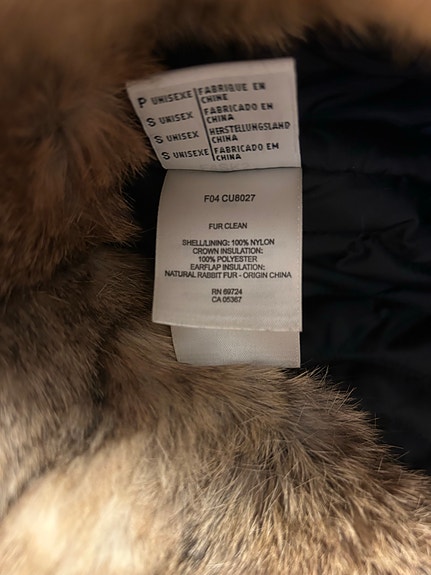 P UNISEXE | FABRIQUE EN CHINE
S UNISEX | FABRICADO EN CHINA
S UNISEX | HERSTELLUNGSLAND CHINA
S UNISEXE | FABRICADO EM CHINA
F04 CU8027
FUR CLEAN
SHELL/LINING: 100% NYLON
CROWN INSULATION:
100% POLYESTER
EARFLAP INSULATION:
NATURAL RABBIT FUR - ORIGIN CHINA
RN 69724
CA 05367